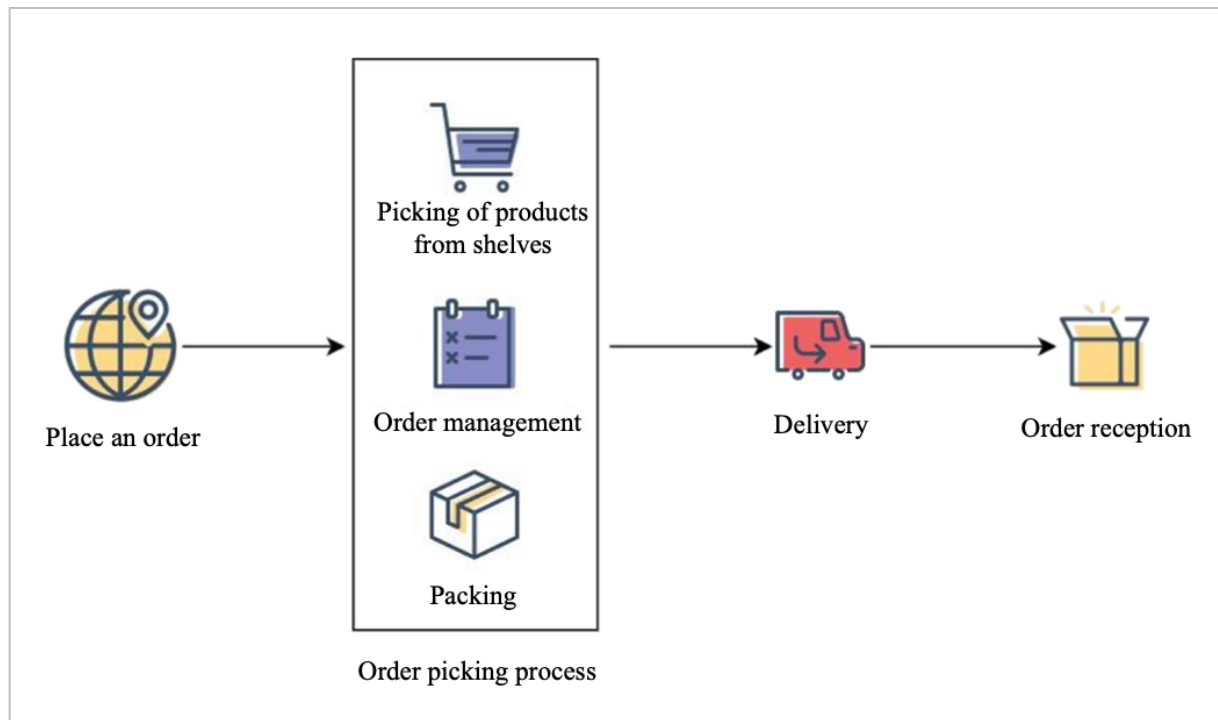 Place an order
Picking of products
from shelves
Order management
Packing
Order picking process
Delivery
Order reception